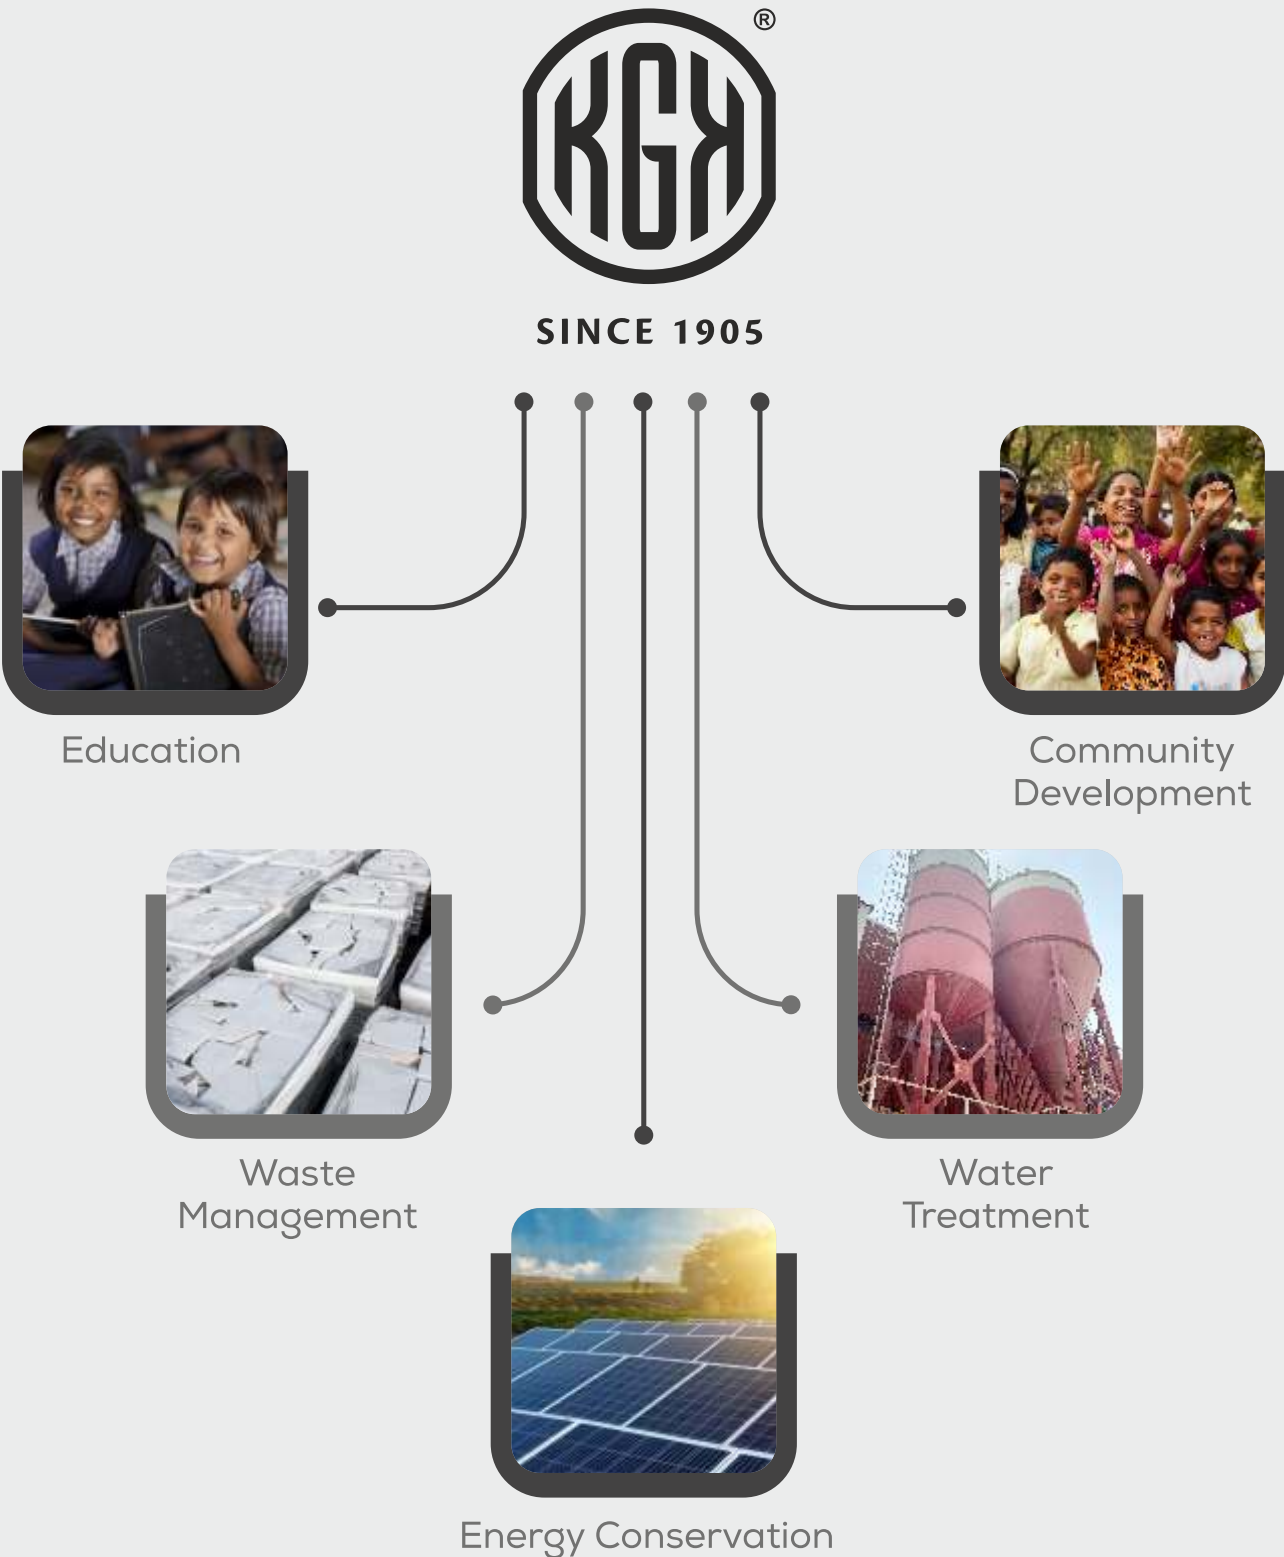 KGK
®
SINCE 1905
Education
Community
Development
Waste
Management
Water
Treatment
Energy Conservation